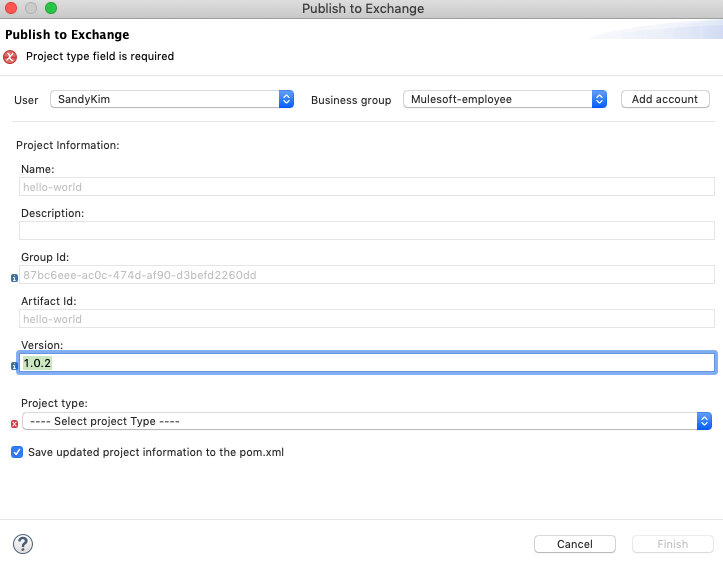 Publish to Exchange
Publish to Exchange
Project type field is required
User SandyKim Business group Mulesoft-employee Add account
Project Information:
Name:
hello-world
Description:
Group Id:
87bc6eee-ac0c-474d-af90-d3befd2260dd
Artifact Id:
hello-world
Version:
1.0.2
Project type:
---- Select project Type ----
Save updated project information to the pom.xml
? Cancel Finish